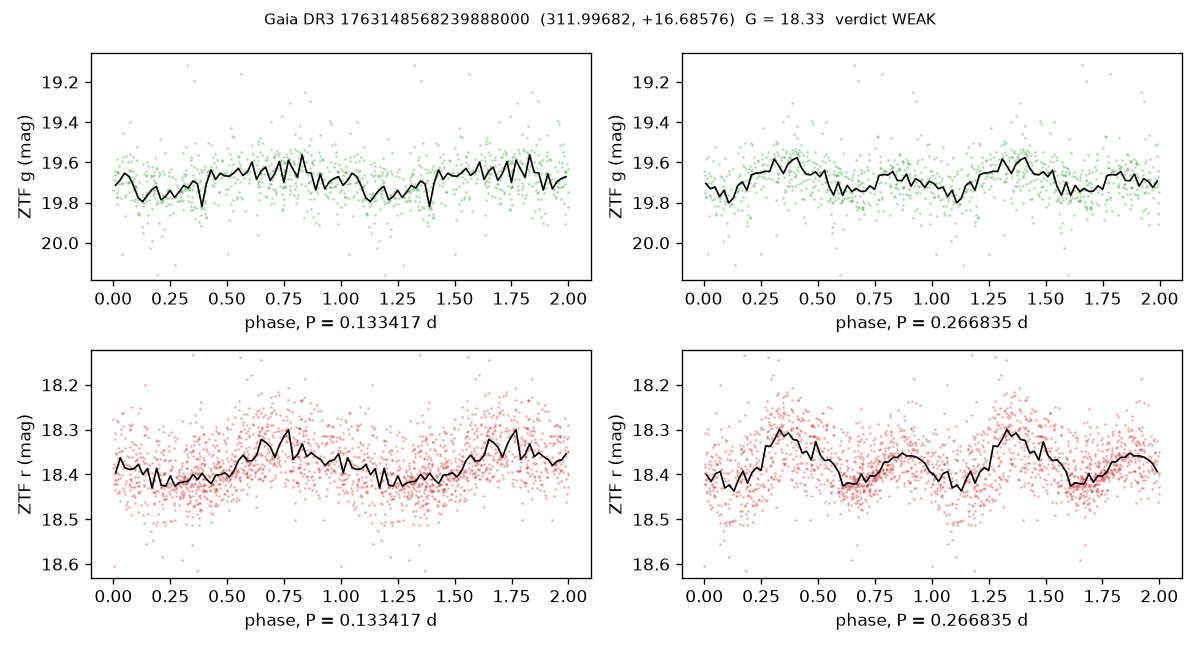 Gaia DR3 1763148568239888000 (311.99682, +16.68576) G = 18.33 verdict WEAK
ZTF g (mag)
19.2
19.4
19.6
19.8
20.0
0.00 0.25 0.50 0.75 1.00 1.25 1.50 1.75 2.00
phase, P = 0.133417 d
ZTF g (mag)
19.2
19.4
19.6
19.8
20.0
0.00 0.25 0.50 0.75 1.00 1.25 1.50 1.75 2.00
phase, P = 0.266835 d
ZTF r (mag)
18.2
18.3
18.4
18.5
18.6
0.00 0.25 0.50 0.75 1.00 1.25 1.50 1.75 2.00
phase, P = 0.133417 d
ZTF r (mag)
18.2
18.3
18.4
18.5
18.6
0.00 0.25 0.50 0.75 1.00 1.25 1.50 1.75 2.00
phase, P = 0.266835 d